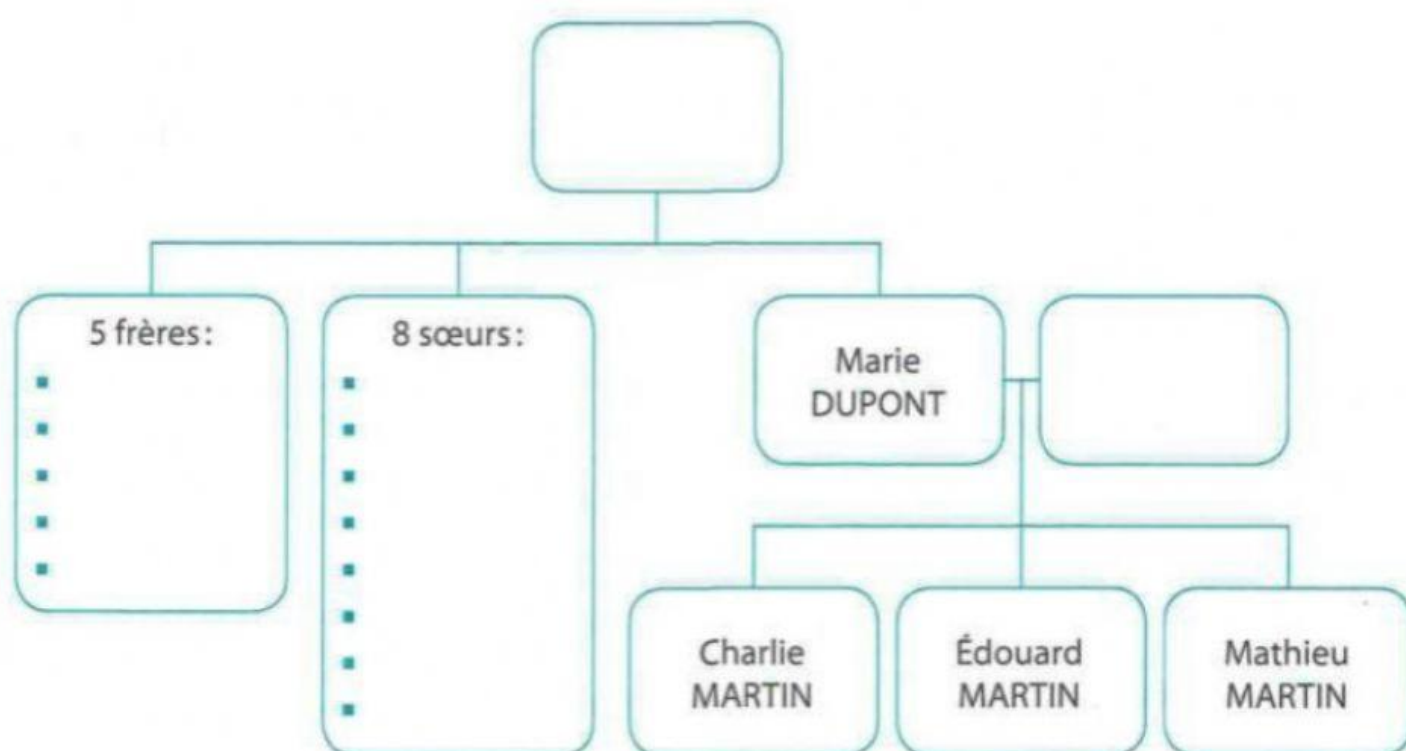 5 frères :
8 sœurs :
Marie
DUPONT
Charlie
MARTIN
Édouard
MARTIN
Mathieu
MARTIN